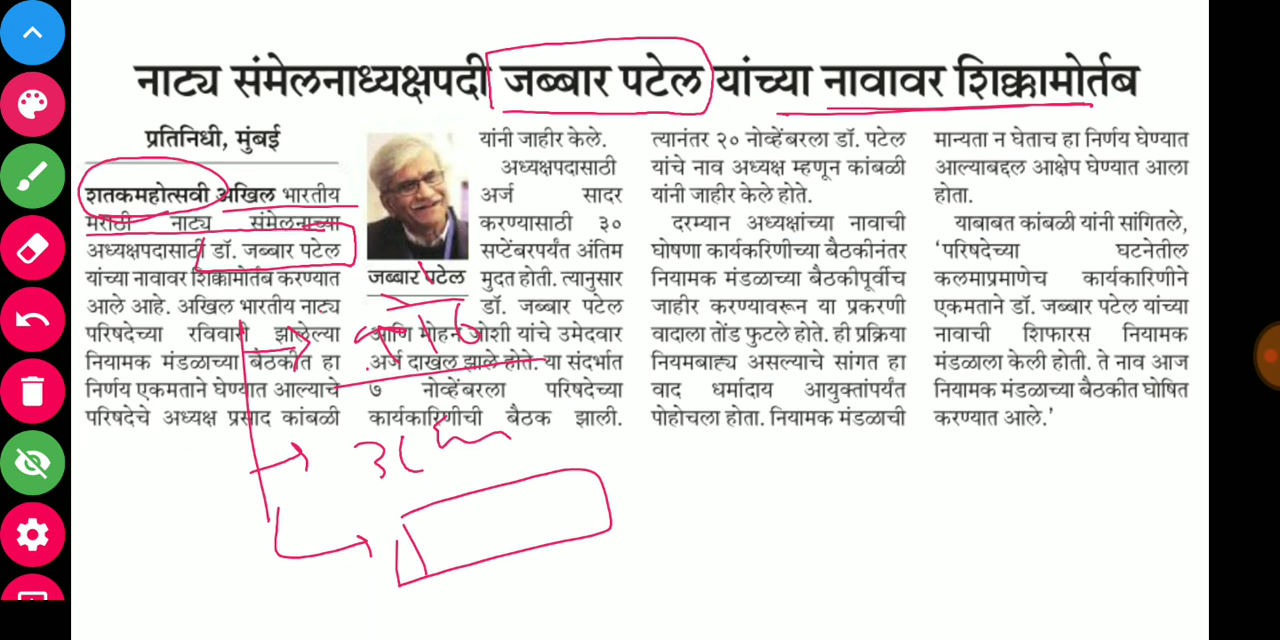 नाट्य संमेलनाध्यक्षपदी जब्बार पटेल यांच्या नावावर शिक्कामोर्तब
प्रतिनिधी, मुंबई
शतकमहोत्सवी अखिल भारतीय
मराठी नाट्य संमेलनाच्या
अध्यक्षपदासाठी डॉ. जब्बार पटेल
यांच्या नावावर शिक्कामोर्तब करण्यात
आले आहे. अखिल भारतीय नाट्य
परिषदेच्या रविवारी झालेल्या
नियामक मंडळाच्या बैठकीत हा
निर्णय एकमताने घेण्यात आल्याचे
परिषदेचे अध्यक्ष प्रसाद कांबळी
जब्बार पटेल
यांनी जाहीर केले.
अध्यक्षपदासाठी
अर्ज सादर
करण्यासाठी ३०
सप्टेंबरपर्यंत अंतिम
मुदत होती. त्यानुसार
डॉ. जब्बार पटेल
आणि मोहन जोशी यांचे उमेदवार
अर्ज दाखल झाले होते. या संदर्भात
७ नोव्हेंबरला परिषदेच्या
कार्यकारिणीची बैठक झाली.
त्यानंतर २० नोव्हेंबरला डॉ. पटेल
यांचे नाव अध्यक्ष म्हणून कांबळी
यांनी जाहीर केले होते.
दरम्यान अध्यक्षांच्या नावाची
घोषणा कार्यकारिणीच्या बैठकीनंतर
नियामक मंडळाच्या बैठकीपूर्वीच
जाहीर करण्यावरून या प्रकरणी
वादाला तोंड फुटले होते. ही प्रक्रिया
नियमबाह्य असल्याचे सांगत हा
वाद धर्मादाय आयुक्तांपर्यंत
पोहोचला होता. नियामक मंडळाची
मान्यता न घेताच हा निर्णय घेण्यात
आल्याबद्दल आक्षेप घेण्यात आला
होता.
याबाबत कांबळी यांनी सांगितले,
'परिषदेच्या घटनेतील
कलमाप्रमाणेच कार्यकारिणीने
एकमताने डॉ. जब्बार पटेल यांच्या
नावाची शिफारस नियामक
मंडळाला केली होती. ते नाव आज
नियामक मंडळाच्या बैठकीत घोषित
करण्यात आले.'